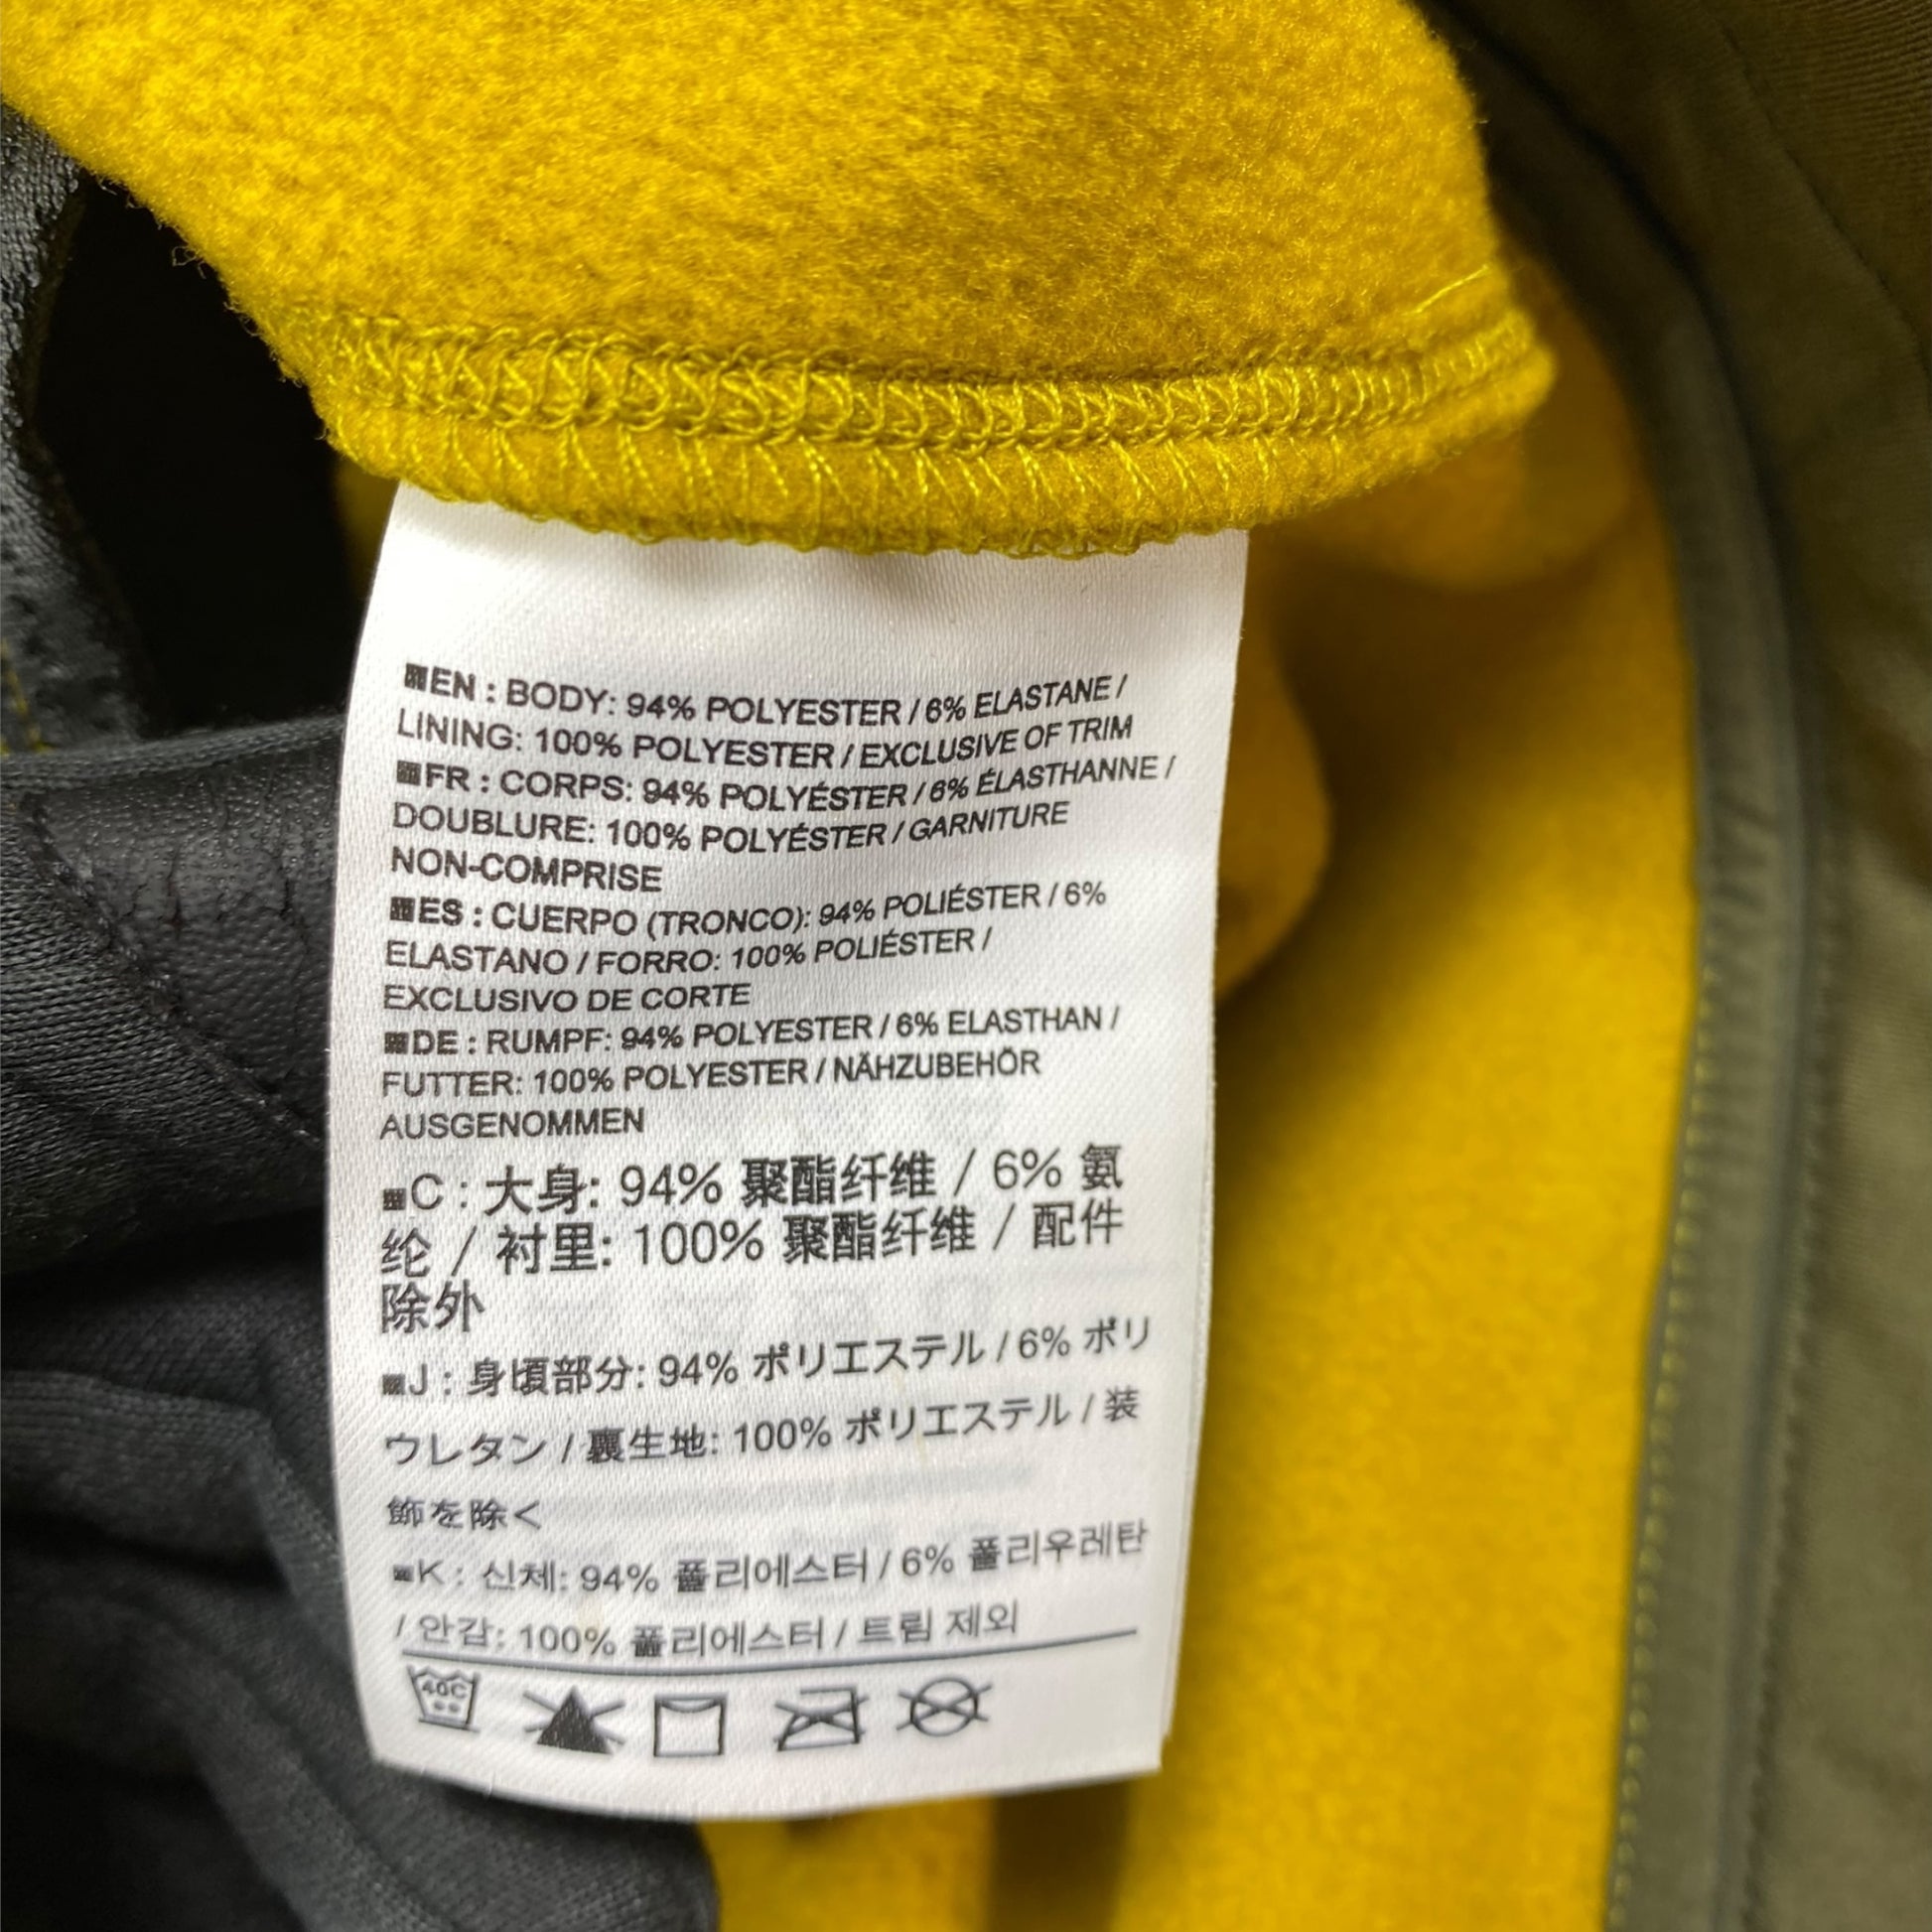 EN : BODY: 94% POLYESTER / 6% ELASTANE /
LINING: 100% POLYESTER / EXCLUSIVE OF TRIM
FR : CORPS: 94% POLYÉSTER / 6% ÉLASTHANNE /
DOUBLURE: 100% POLYÉSTER / GARNITURE
NON-COMPRISE
ES : CUERPO (TRONCO): 94% POLIÉSTER / 6%
ELASTANO / FORRO: 100% POLIÉSTER /
EXCLUSIVO DE CORTE
DE : RUMPF: 94% POLYESTER / 6% ELASTHAN /
FUTTER: 100% POLYESTER / NÄHZUBEHÖR
AUSGENOMMEN
C : 大身: 94% 聚酯纤维 / 6% 氨
纶 / 衬里: 100% 聚酯纤维 / 配件
除外
J : 身頃部分: 94% ポリエステル / 6% ポリ
ウレタン / 裏生地: 100% ポリエステル / 装
飾を除く
K : 신체: 94% 폴리에스터 / 6% 폴리우레탄
/ 안감: 100% 폴리에스터 / 트림 제외
40C